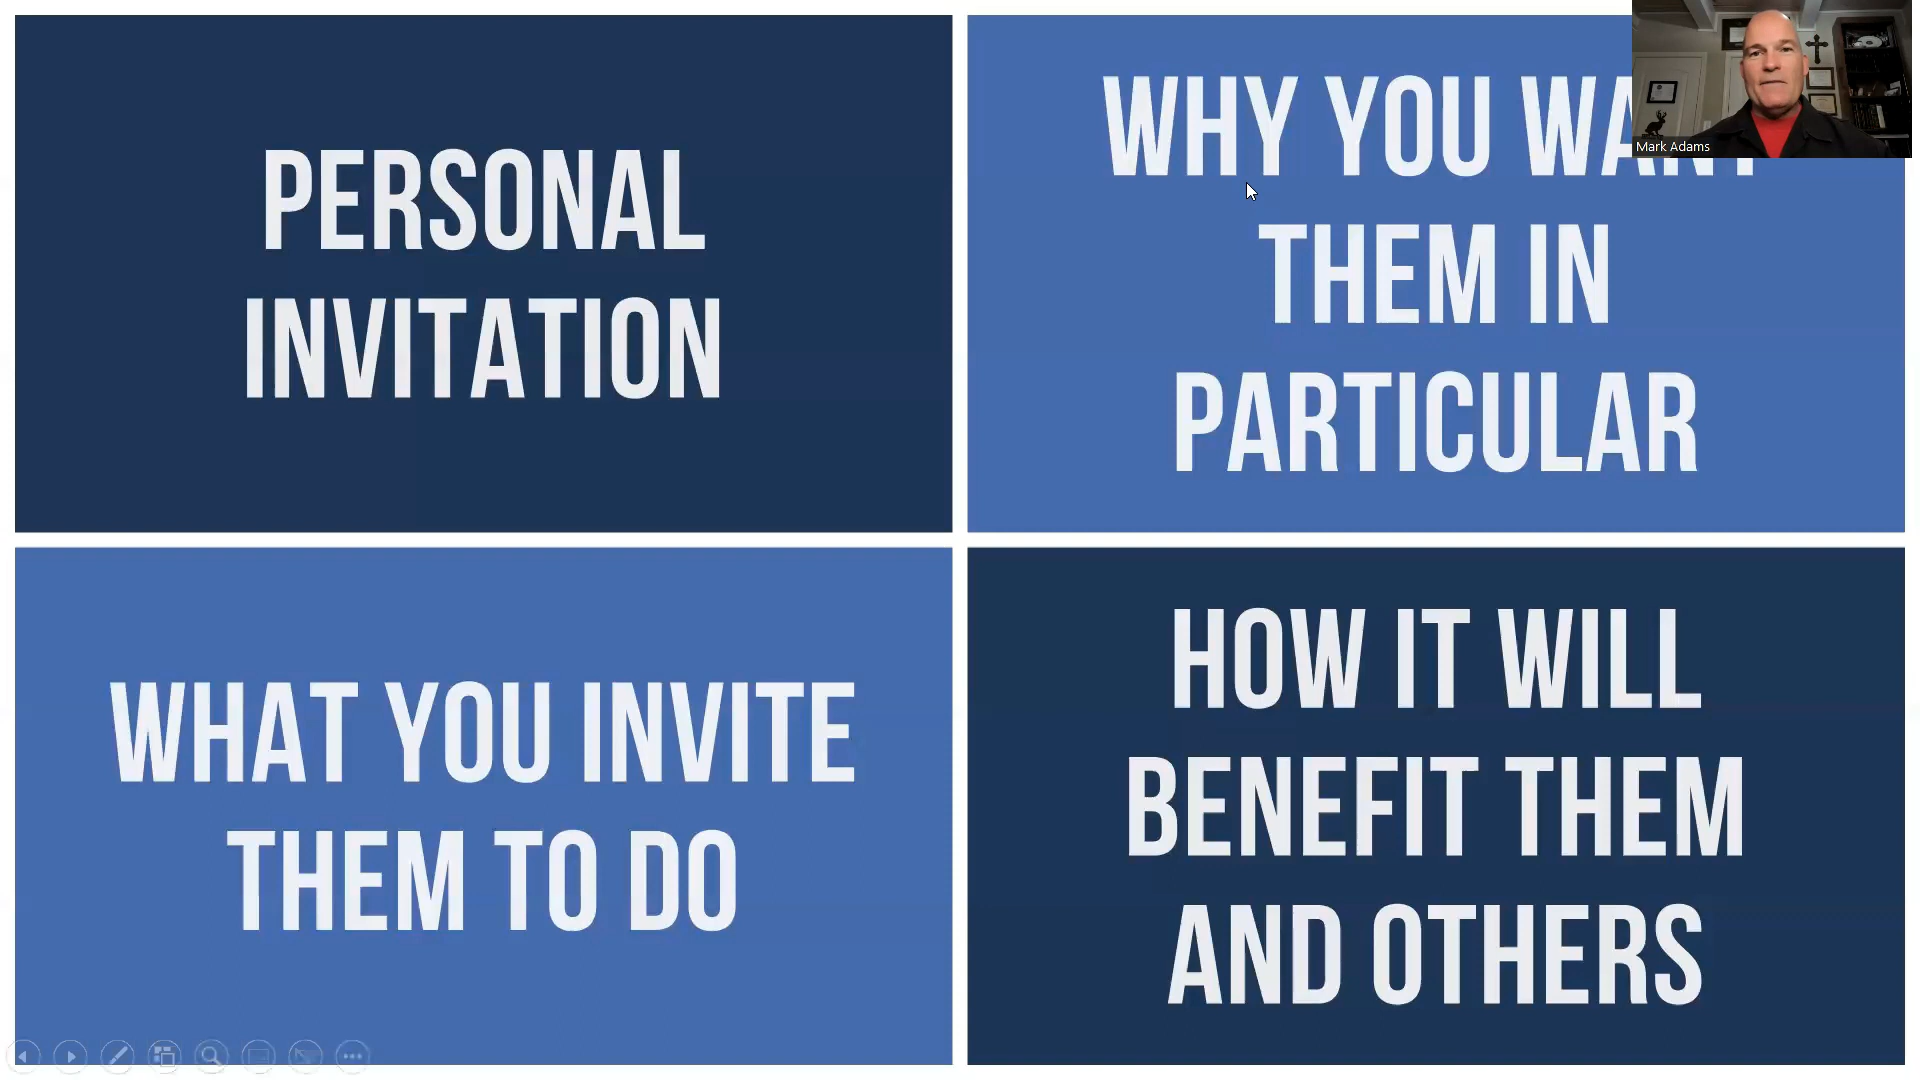 PERSONAL
INVITATION
WHY YOU WANT
THEM IN
PARTICULAR
Mark Adams
WHAT YOU INVITE
THEM TO DO
HOW IT WILL
BENEFIT THEM
AND OTHERS